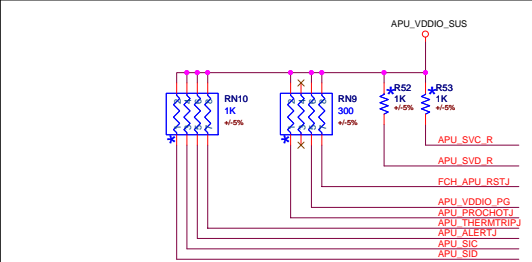 APU_VDDIO_SUS
RN10
1K
+/-5%
RN9
300
+/-5%
R52
1K
+/-5%
R53
1K
+/-5%
APU_SVC_R
APU_SVD_R
FCH_APU_RSTJ
APU_VDDIO_PG
APU_PROCHOTJ
APU_THERMTRIPJ
APU_ALERTJ
APU_SIC
APU_SID